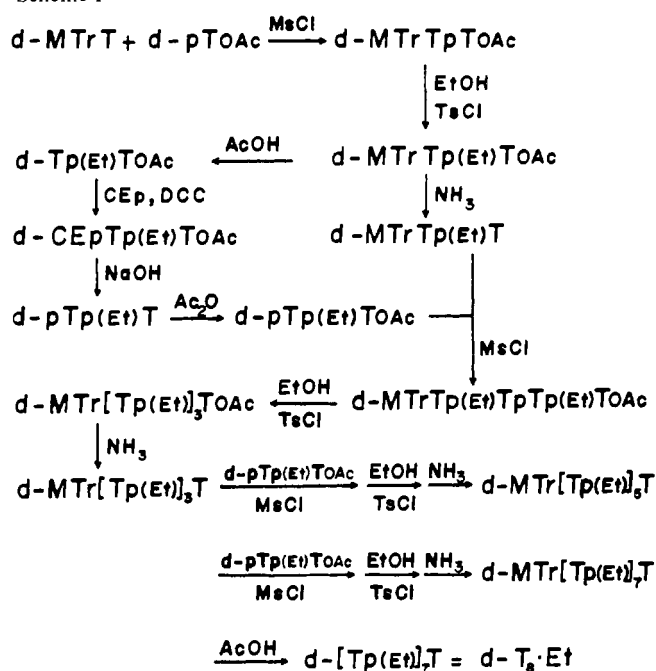 MsCl
d-MTrT + d-pTOAc → d-MTrTpTOAc
EtOH
TsCl
AcOH
d-Tp(Et)TOAc ← d-MTrTp(Et)TOAc
CEp, DCC NH₃
d-CEpTp(Et)TOAc d-MTrTp(Et)T
NaOH
Ac₂O
d-pTp(Et)T → d-pTp(Et)TOAc
MsCl
EtOH
d-MTr[Tp(Et)]₃TOAc ← d-MTrTp(Et)TpTp(Et)TOAc
TsCl
NH₃
d-pTp(Et)TOAc EtOH NH₃
d-MTr[Tp(Et)]₃T → → → d-MTr[Tp(Et)]₅T
MsCl TsCl
d-pTp(Et)TOAc EtOH NH₃
→ → → d-MTr[Tp(Et)]₇T
MsCl TsCl
AcOH
→ d-[Tp(Et)]₇T = d-T₈·Et